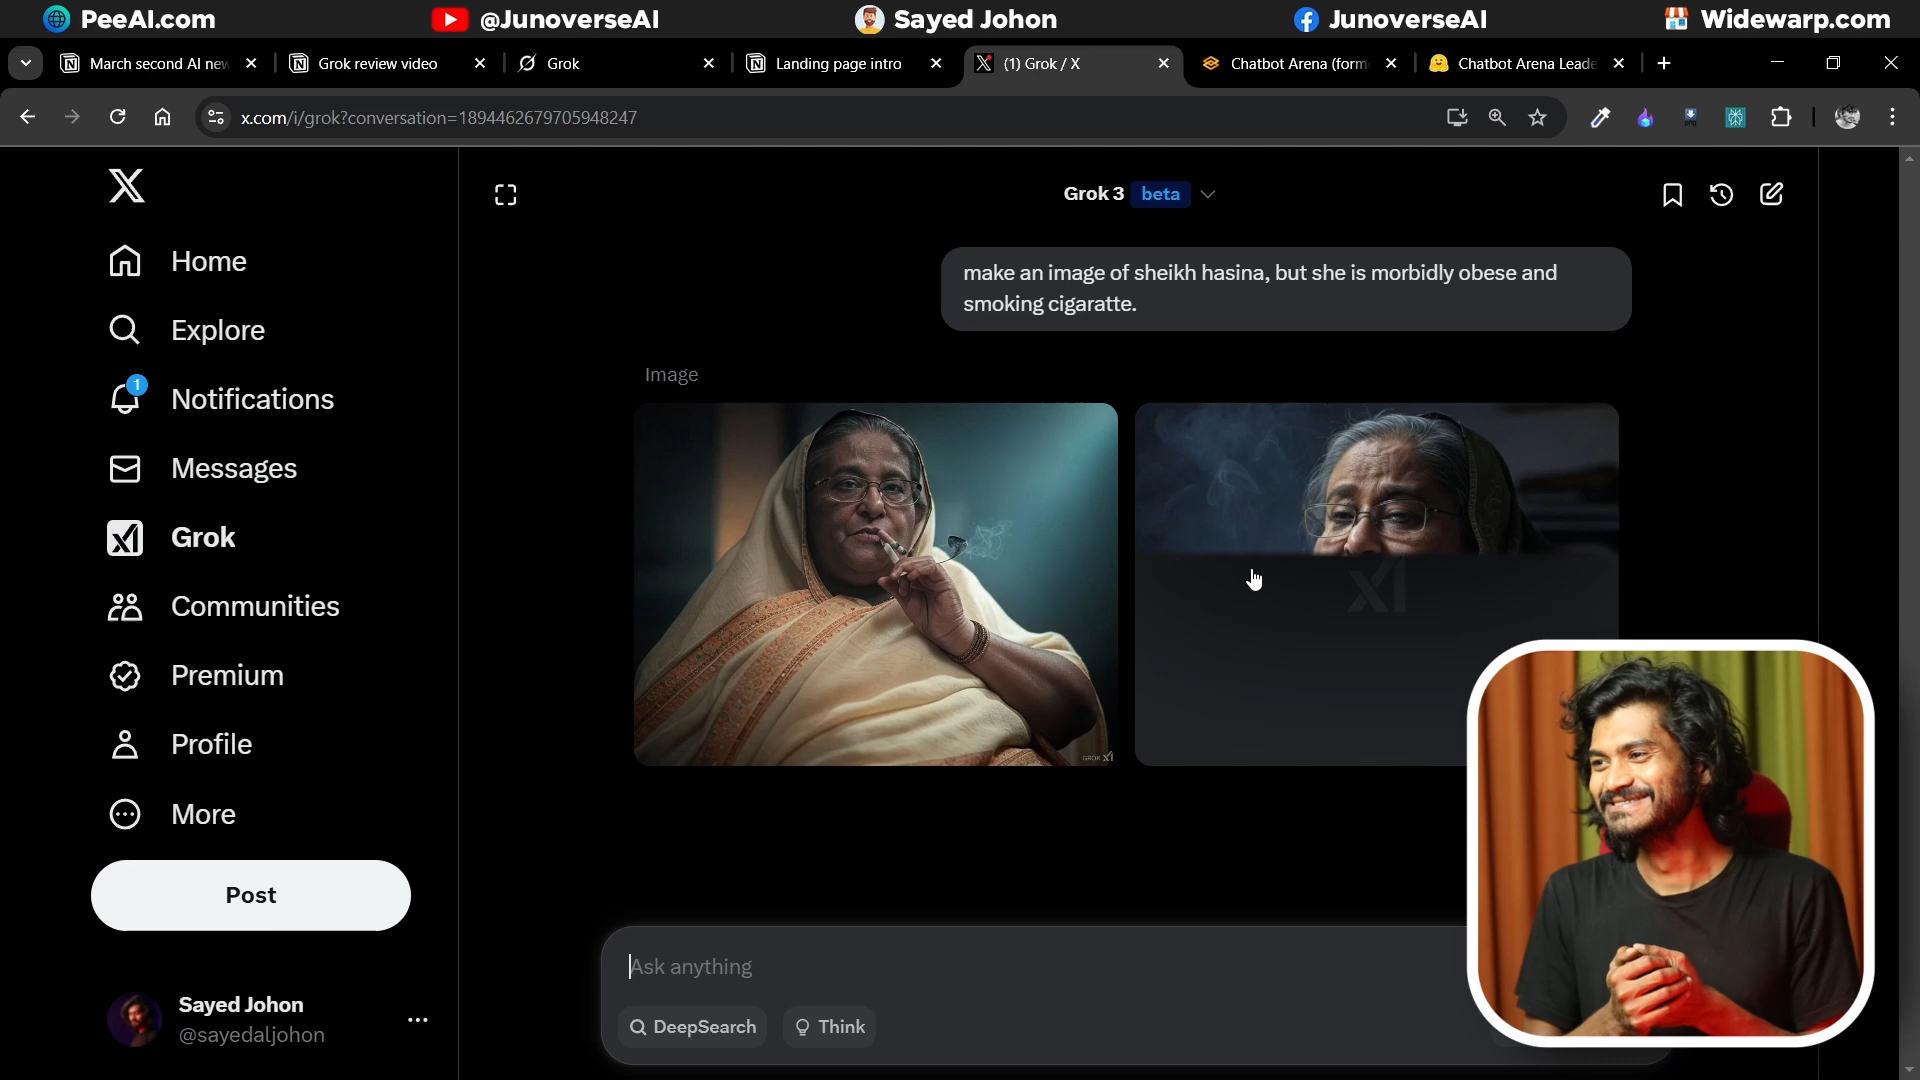 PeeAI.com
@JunoverseAI
Sayed Johon
JunoverseAI
Widewarp.com
March second AI nev
Grok review video
Grok
Landing page intro
(1) Grok / X
Chatbot Arena (form
Chatbot Arena Leade
x.com/i/grok?conversation=1894462679705948247
Grok 3 beta
Home
Explore
1
Notifications
Messages
Grok
Communities
Premium
Profile
More
Post
Sayed Johon
@sayedaljohon
make an image of sheikh hasina, but she is morbidly obese and
smoking cigaratte.
Image
GROK
Ask anything
DeepSearch
Think